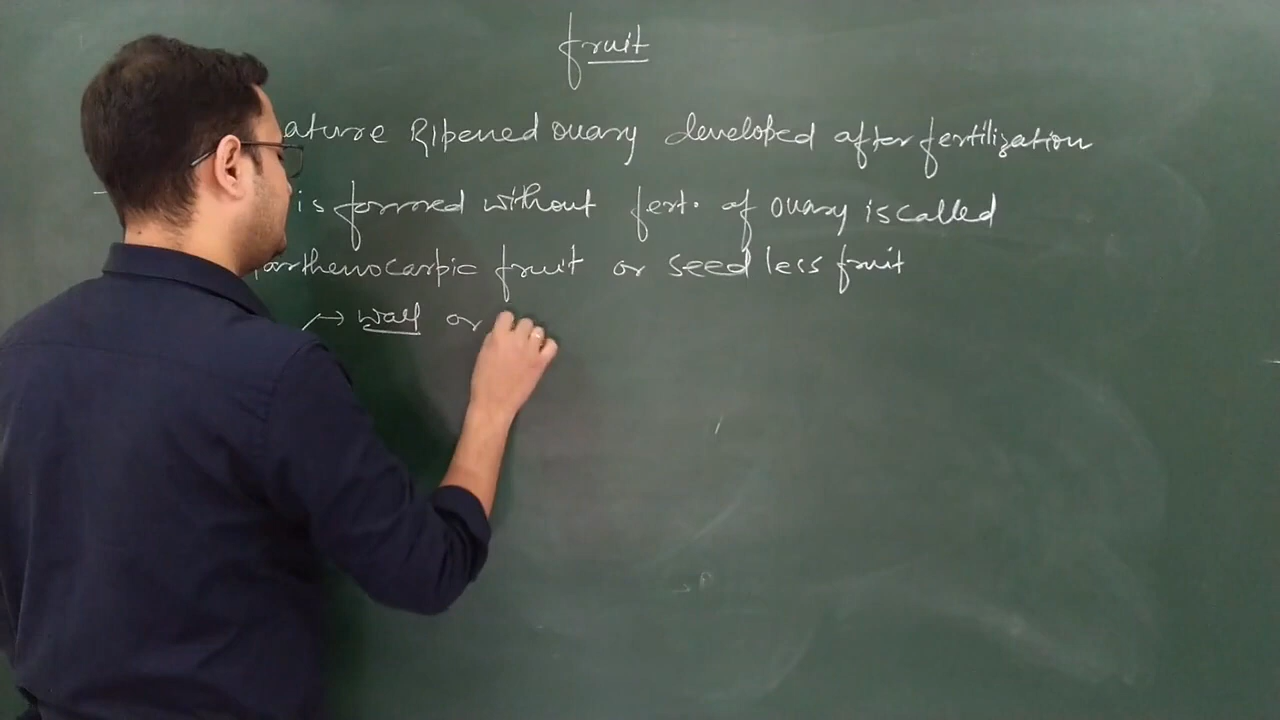 fruit
ature Ripened ovary developed after fertilization
is formed without fert. of ovary is called
parthenocarpic fruit or seed less fruit
→ wall or